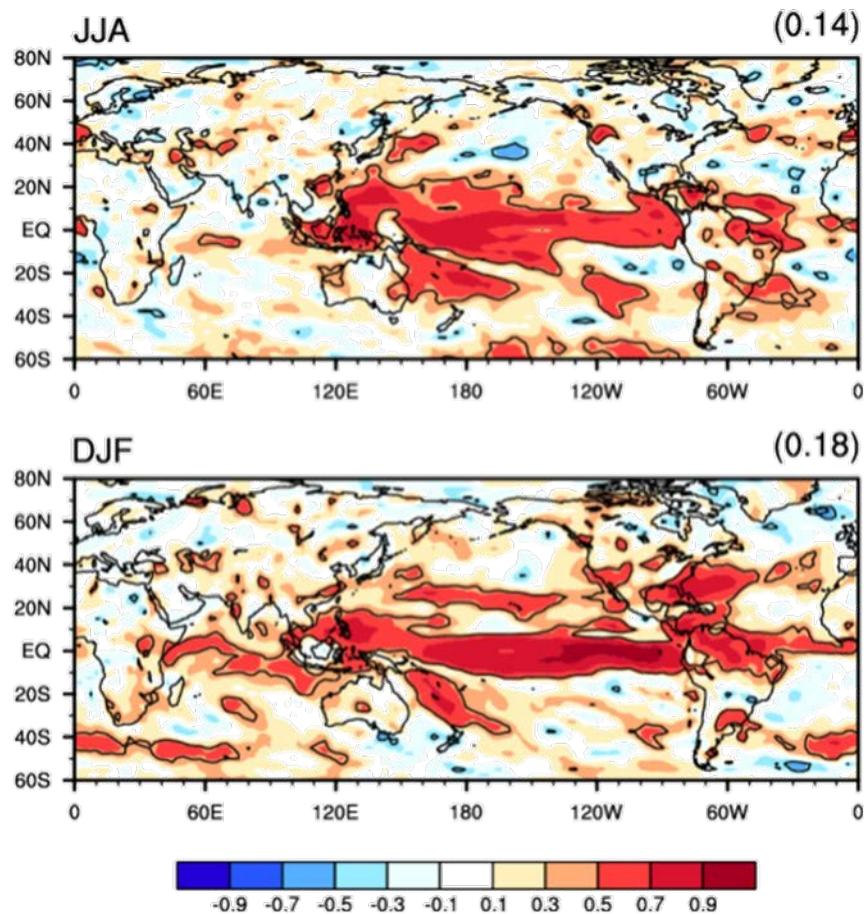 JJA (0.14)
80N
60N
40N
20N
EQ
20S
40S
60S
0 60E 120E 180 120W 60W 0
DJF (0.18)
80N
60N
40N
20N
EQ
20S
40S
60S
0 60E 120E 180 120W 60W 0
-0.9 -0.7 -0.5 -0.3 -0.1 0.1 0.3 0.5 0.7 0.9